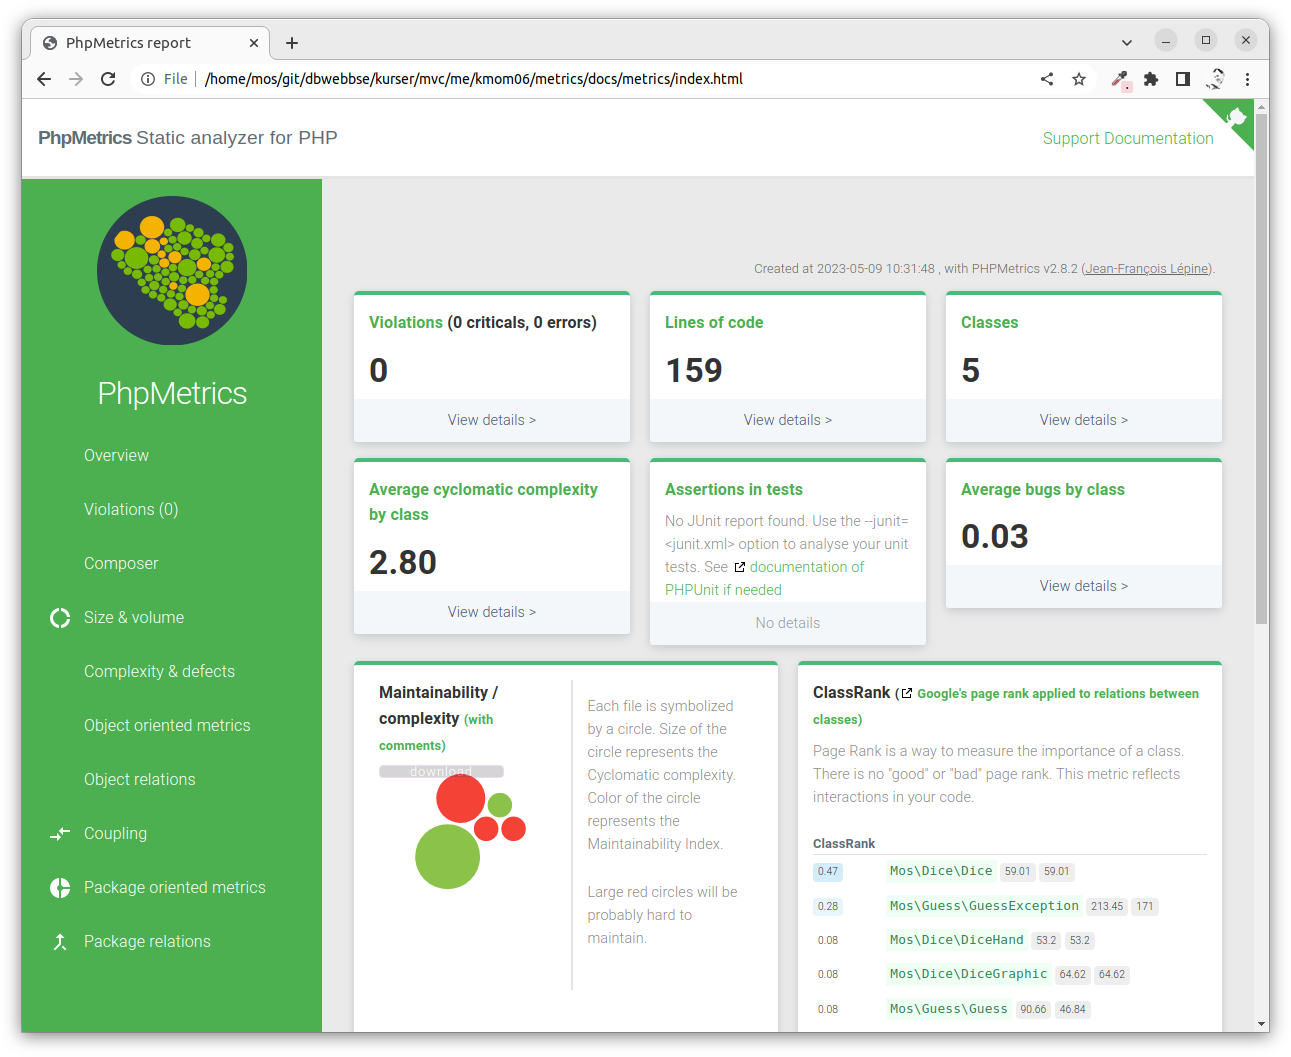 PhpMetrics report
File
/home/mos/git/dbwebbse/kurser/mvc/me/kmom06/metrics/docs/metrics/index.html
PhpMetrics Static analyzer for PHP
Support Documentation
PhpMetrics
Overview
Violations (0)
Composer
Size & volume
Complexity & defects
Object oriented metrics
Object relations
Coupling
Package oriented metrics
Package relations
Created at 2023-05-09 10:31:48 , with PHPMetrics v2.8.2 (Jean-François Lépine).
Violations (0 criticals, 0 errors)
0
View details >
Lines of code
159
View details >
Classes
5
View details >
Average cyclomatic complexity
by class
2.80
View details >
Assertions in tests
No JUnit report found. Use the --junit=
<junit.xml> option to analyse your unit
tests. See documentation of
PHPUnit if needed
No details
Average bugs by class
0.03
View details >
Maintainability /
complexity (with
comments)
download
Each file is symbolized
by a circle. Size of the
circle represents the
Cyclomatic complexity.
Color of the circle
represents the
Maintainability Index.
Large red circles will be
probably hard to
maintain.
ClassRank (Google's page rank applied to relations between
classes)
Page Rank is a way to measure the importance of a class.
There is no "good" or "bad" page rank. This metric reflects
interactions in your code.
ClassRank
0.47 Mos\Dice\Dice 59.01 59.01
0.28 Mos\Guess\GuessException 213.45 171
0.08 Mos\Dice\DiceHand 53.2 53.2
0.08 Mos\Dice\DiceGraphic 64.62 64.62
0.08 Mos\Guess\Guess 90.66 46.84